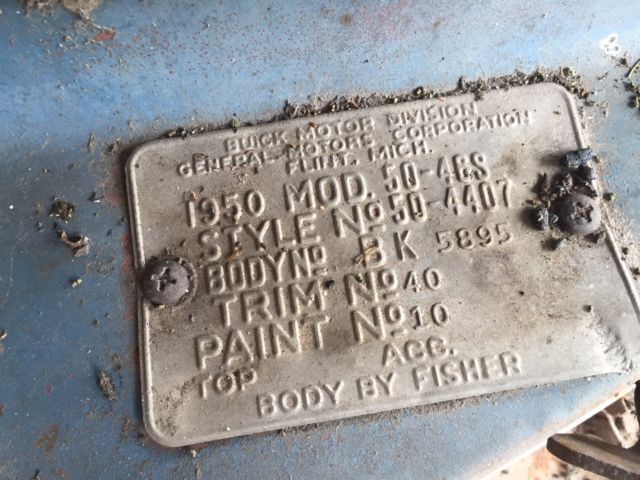 BUICK MOTOR DIVISION
GENERAL MOTORS CORPORATION
FLINT, MICH.
1950 MOD. 50-46S
STYLE No 50-4407
BODY No BK 5895
TRIM No 40
PAINT No 10
TOP ACC.
BODY BY FISHER